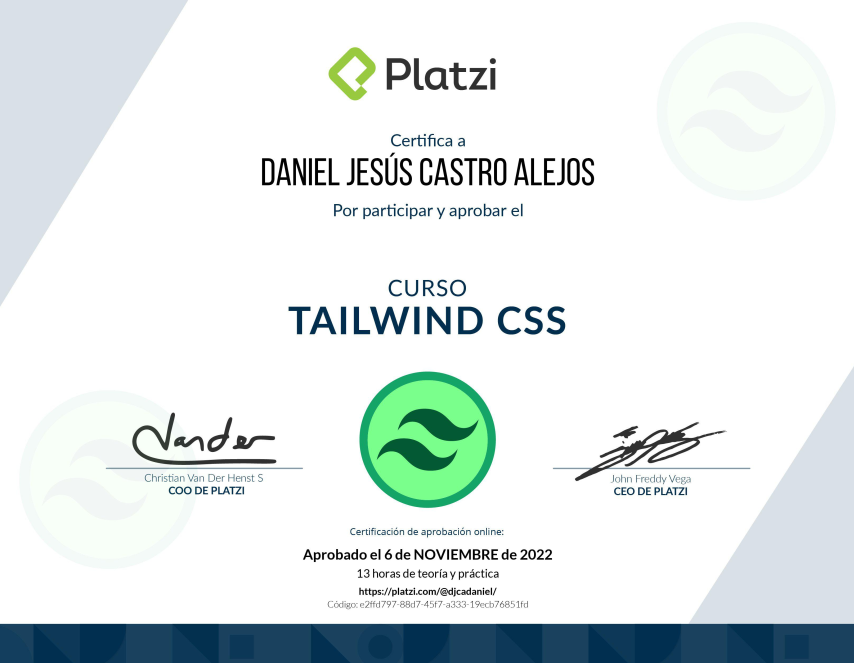 Platzi
Certifica a
DANIEL JESÚS CASTRO ALEJOS
Por participar y aprobar el
CURSO
TAILWIND CSS
Vander
Christian Van Der Henst S
COO DE PLATZI
John Freddy Vega
CEO DE PLATZI
Certificación de aprobación online:
Aprobado el 6 de NOVIEMBRE de 2022
13 horas de teoría y práctica
https://platzi.com/@djcadaniel/
Código: e2ffd797-88d7-45f7-a333-19ecb76851fd